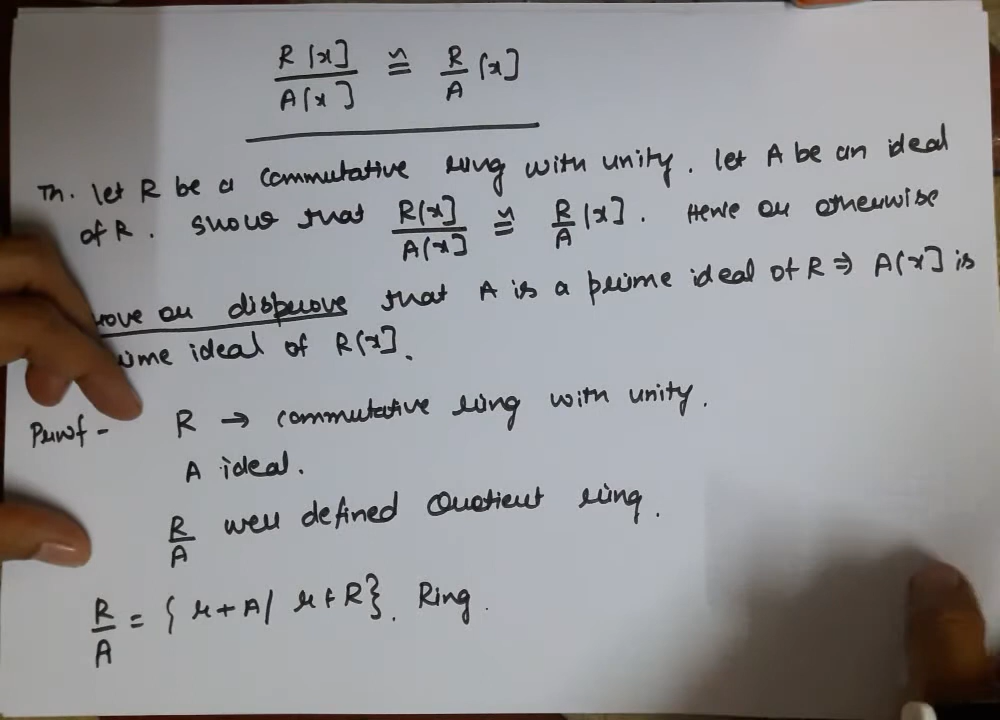 R[x] / A[x] ≅ R/A [x]
Th. let R be a commutative ring with unity. let A be an ideal
of R. show that R[x] / A[x] ≅ R/A [x]. Hence or otherwise
rove or disprove that A is a prime ideal of R ⇒ A[x] is
ime ideal of R[x].
Proof - R → commutative ring with unity.
A ideal.
R/A well defined Quotient ring.
R/A = { r + A / r ∈ R}. Ring.